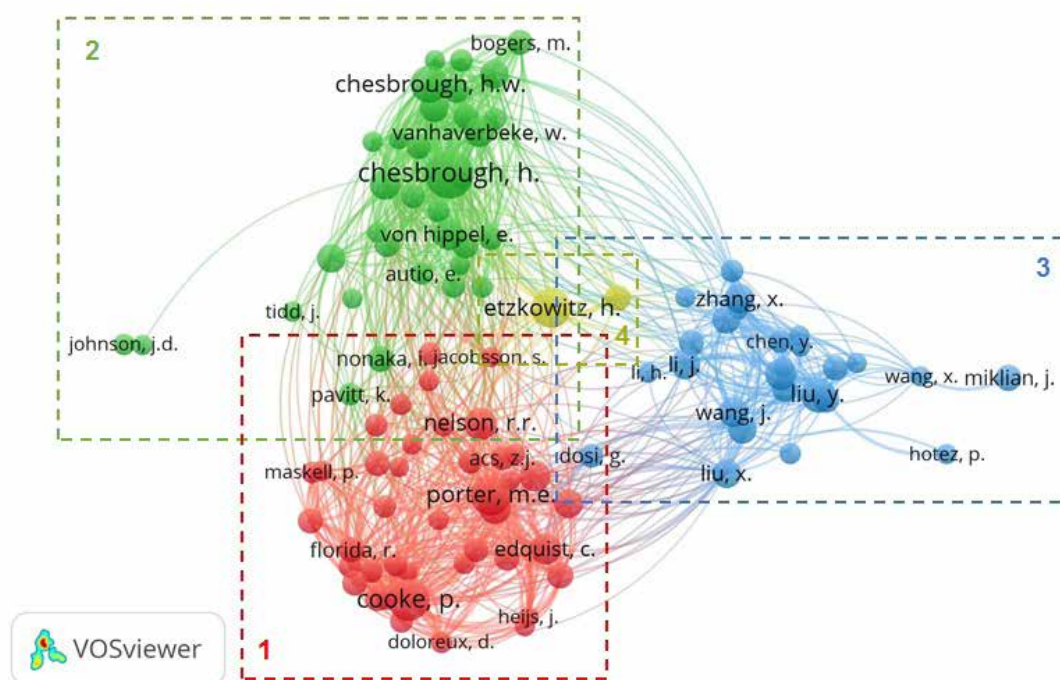 2
bogers, m.
chesbrough, h.w.
vanhaverbeke, w.
chesbrough, h.
von hippel, e.
autio, e.
3
zhang, x.
etzkowitz, h.
tidd, j.
4
johnson, j.d.
chen, y.
nonaka, i.
jacobsson, s.
li, h.
li, j.
wang, x.
miklian, j.
pavitt, k.
liu, y.
nelson, r.r.
wang, j.
maskell, p.
acs, z.j.
dosi, g.
hotez, p.
liu, x.
porter, m.e.
florida, r.
edquist, c.
cooke, p.
heijs, j.
doloreux, d.
1
VOSviewer